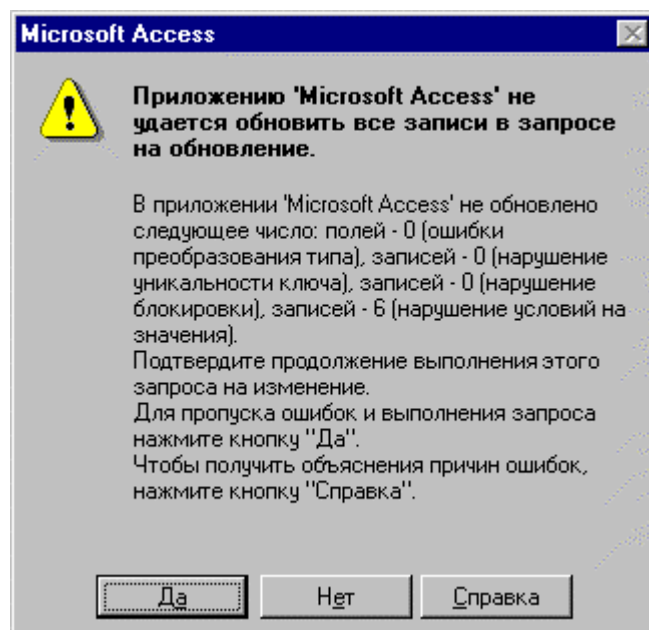 Microsoft Access
Приложению 'Microsoft Access' не
удается обновить все записи в запросе
на обновление.
В приложении 'Microsoft Access' не обновлено
следующее число: полей - 0 (ошибки
преобразования типа), записей - 0 (нарушение
уникальности ключа), записей - 0 (нарушение
блокировки), записей - 6 (нарушение условий на
значения).
Подтвердите продолжение выполнения этого
запроса на изменение.
Для пропуска ошибок и выполнения запроса
нажмите кнопку "Да".
Чтобы получить объяснения причин ошибок,
нажмите кнопку "Справка".
Да Нет Справка